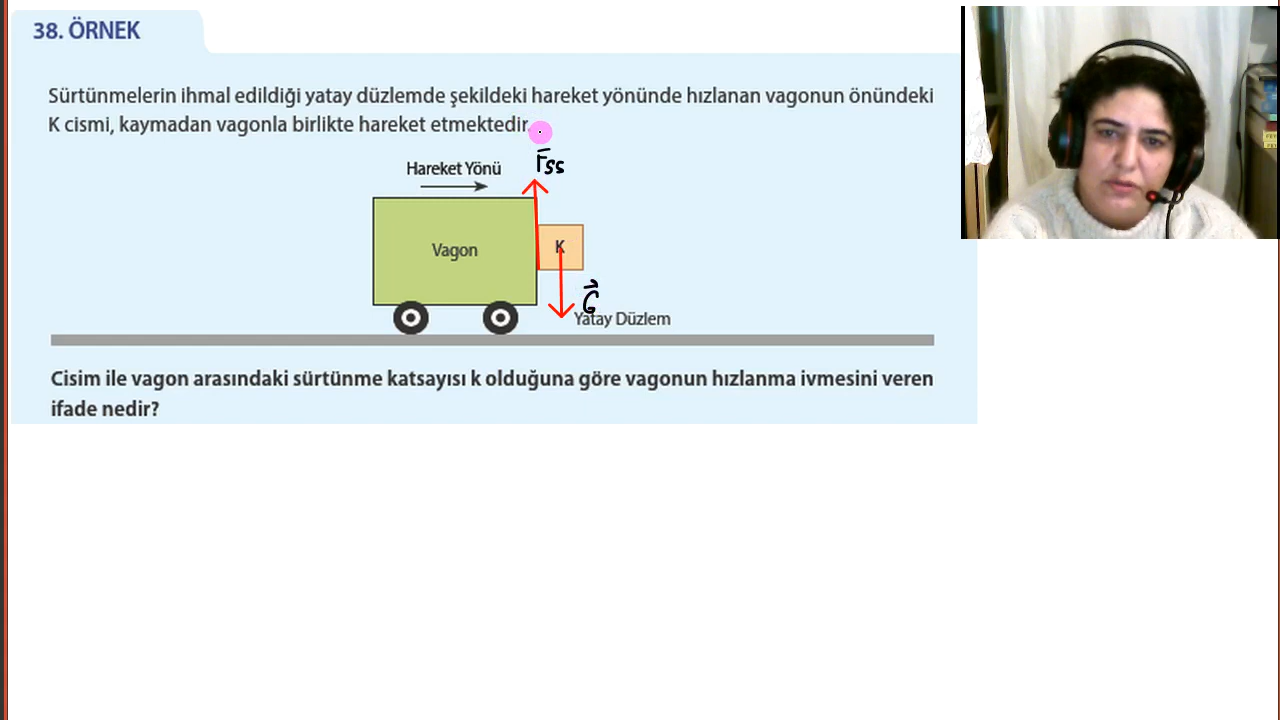 38. ÖRNEK
Sürtünmelerin ihmal edildiği yatay düzlemde şekildeki hareket yönünde hızlanan vagonun önündeki
K cismi, kaymadan vagonla birlikte hareket etmektedir.
Hareket Yönü
Fss
Vagon
K
G
Yatay Düzlem
Cisim ile vagon arasındaki sürtünme katsayısı k olduğuna göre vagonun hızlanma ivmesini veren
ifade nedir?